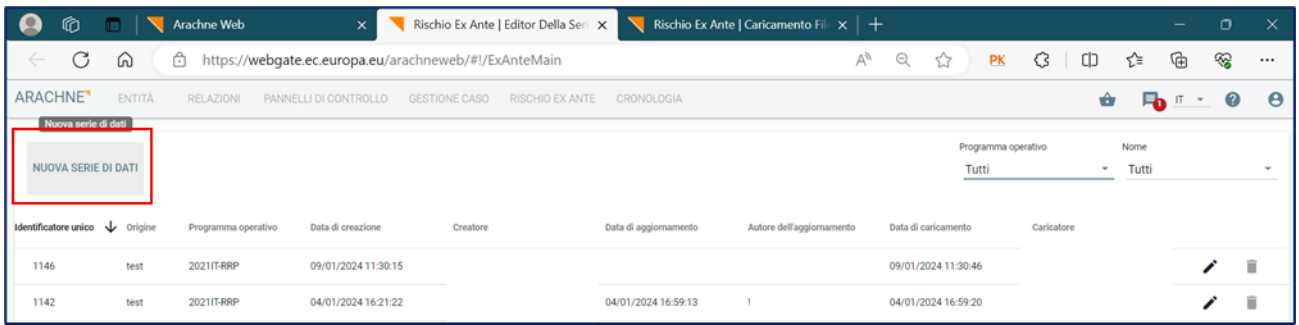 Arachne Web
Rischio Ex Ante | Editor Della Seri
Rischio Ex Ante | Caricamento Fil
https://webgate.ec.europa.eu/arachneweb/#!/ExAnteMain
PK
ARACHNE ENTITÀ RELAZIONI PANNELLI DI CONTROLLO GESTIONE CASO RISCHIO EX ANTE CRONOLOGIA 1 IT
Nuova serie di dati
NUOVA SERIE DI DATI
Programma operativo Nome
Tutti Tutti
Identificatore unico Origine Programma operativo Data di creazione Creatore Data di aggiornamento Autore dell'aggiornamento Data di caricamento Caricatore
1146 test 2021IT-RRP 09/01/2024 11:30:15 09/01/2024 11:30:46
1142 test 2021IT-RRP 04/01/2024 16:21:22 04/01/2024 16:59:13 04/01/2024 16:59:20